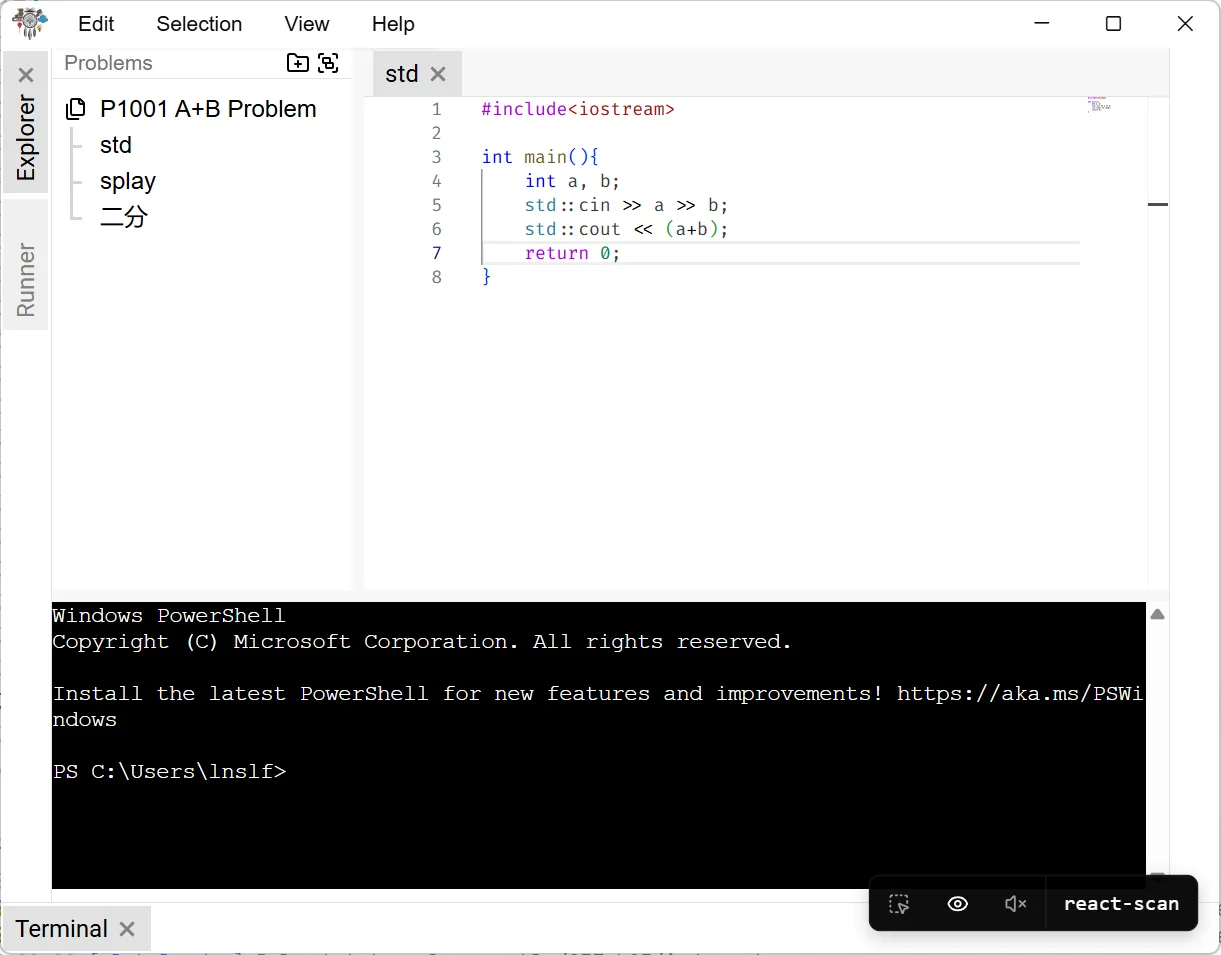 Edit Selection View Help
Explorer
Runner
Problems
P1001 A+B Problem
std
splay
二分
std
1 #include<iostream>
2
3 int main(){
4 int a, b;
5 std::cin >> a >> b;
6 std::cout << (a+b);
7 return 0;
8 }
Windows PowerShell
Copyright (C) Microsoft Corporation. All rights reserved.
Install the latest PowerShell for new features and improvements! https://aka.ms/PSWi
ndows
PS C:\Users\lnslf>
react-scan
Terminal